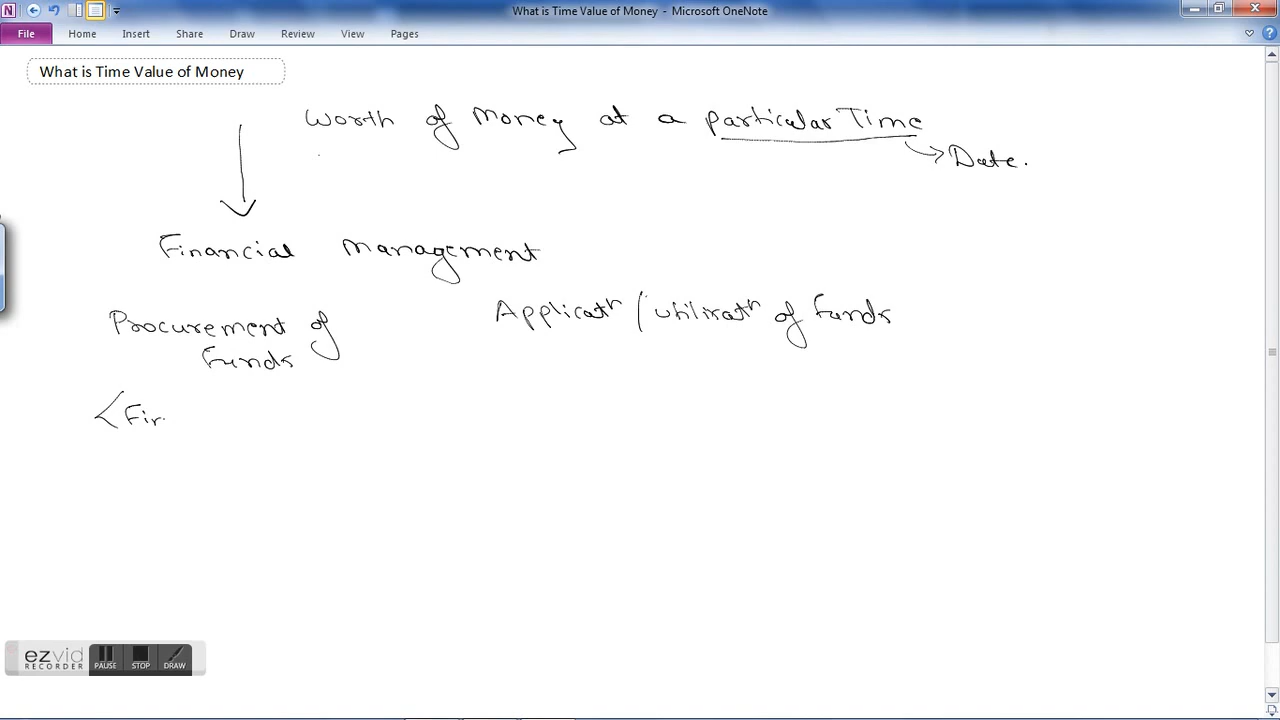 What is Time Value of Money - Microsoft OneNote
File Home Insert Share Draw Review View Pages
What is Time Value of Money
Worth of Money at a particular Time
Date.
Financial Management
Procurement of
Funds
Applicatn / utilisatn of Funds
<Fin
ezvid
RECORDER
PAUSE STOP DRAW